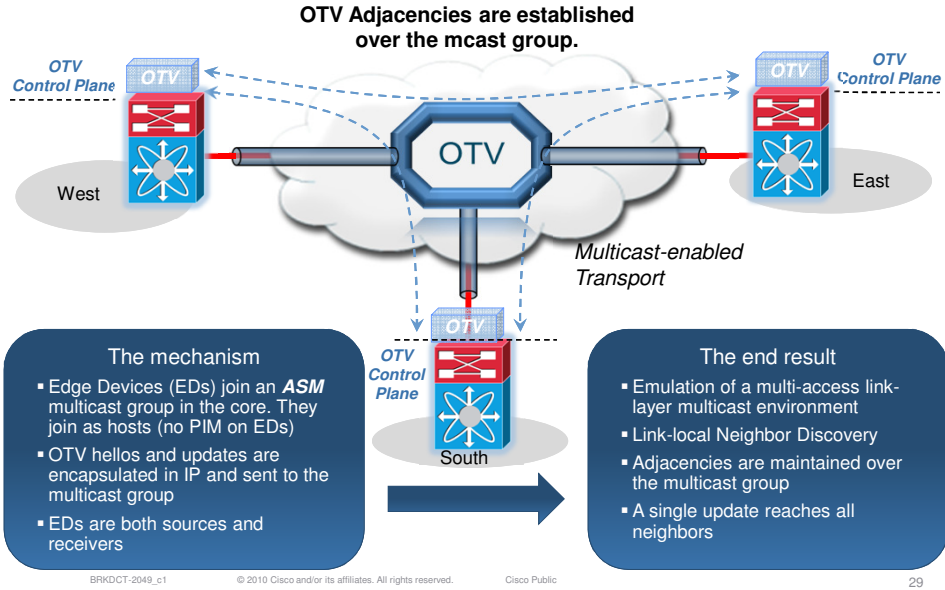 OTV Adjacencies are established
over the mcast group.
OTV
Control Plane
OTV
OTV
OTV
Control Plane
OTV
West
East
Multicast-enabled
Transport
OTV
OTV
Control
Plane
South
The mechanism
▪ Edge Devices (EDs) join an ASM
multicast group in the core. They
join as hosts (no PIM on EDs)
▪ OTV hellos and updates are
encapsulated in IP and sent to the
multicast group
▪ EDs are both sources and
receivers
The end result
▪ Emulation of a multi-access link-
layer multicast environment
▪ Link-local Neighbor Discovery
▪ Adjacencies are maintained over
the multicast group
▪ A single update reaches all
neighbors
BRKDCT-2049_c1 © 2010 Cisco and/or its affiliates. All rights reserved. Cisco Public 29